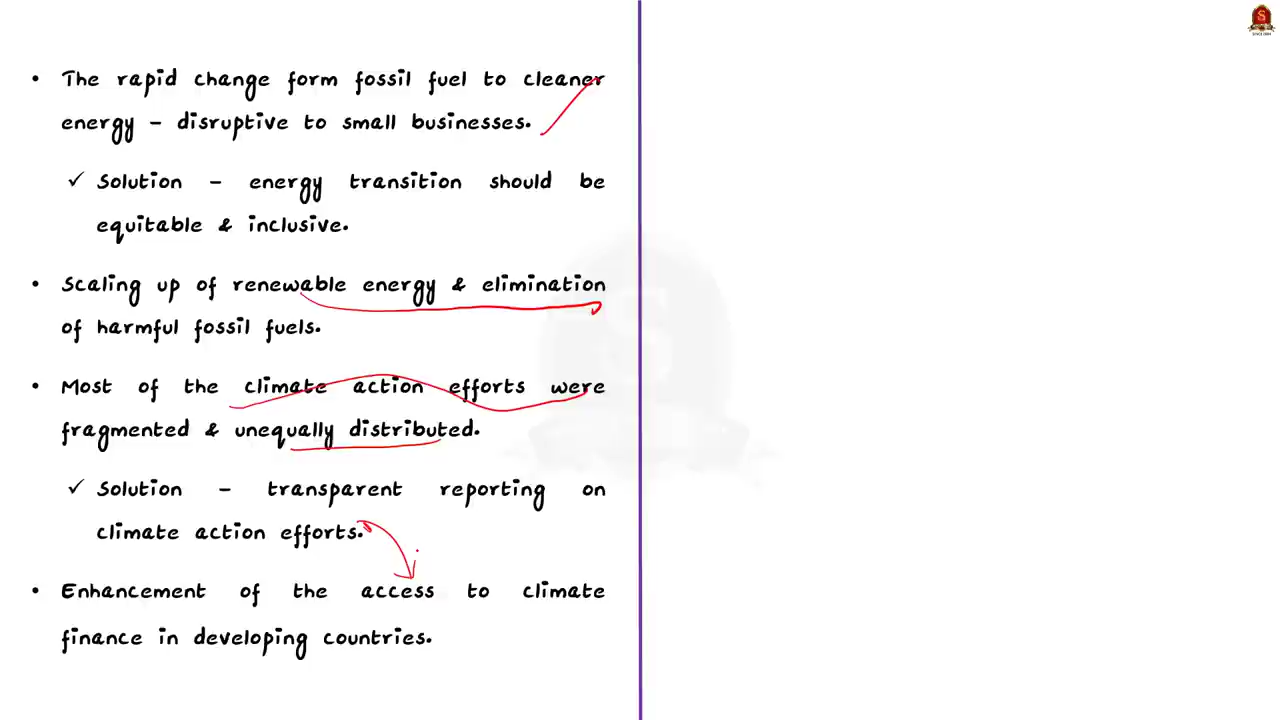 • The rapid change form fossil fuel to cleaner
energy – disruptive to small businesses.
✓ Solution – energy transition should be
equitable & inclusive.
• Scaling up of renewable energy & elimination
of harmful fossil fuels.
• Most of the climate action efforts were
fragmented & unequally distributed.
✓ Solution – transparent reporting on
climate action efforts.
• Enhancement of the access to climate
finance in developing countries.